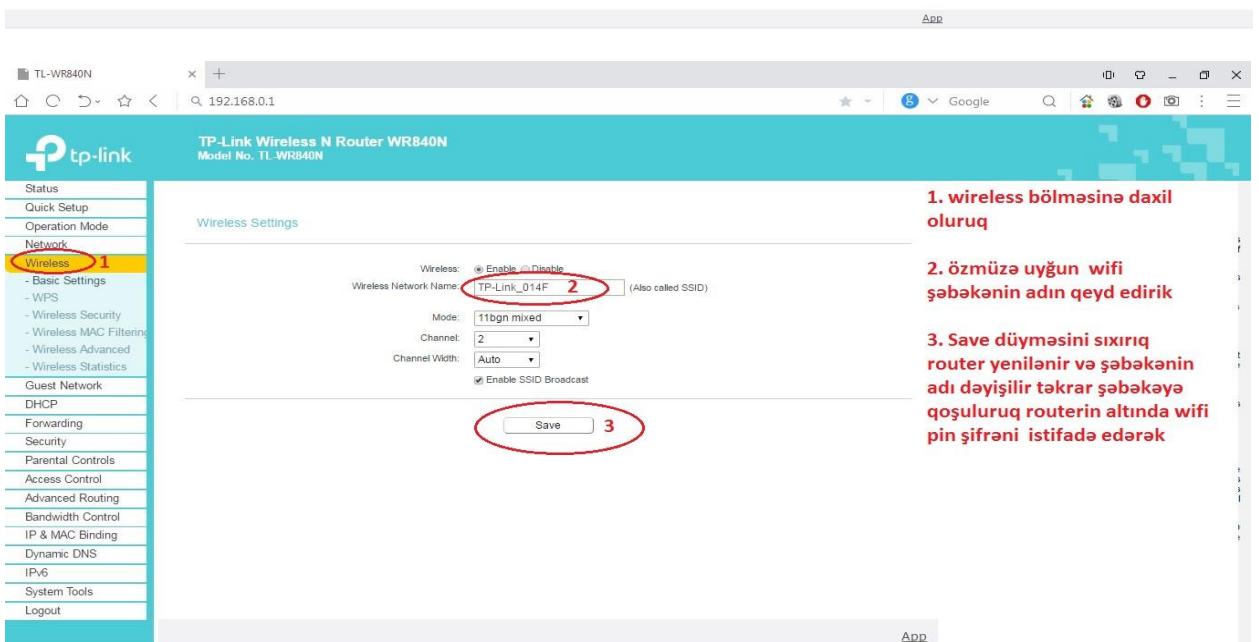 App
TL-WR840N
192.168.0.1
Google
tp-link
TP-Link Wireless N Router WR840N
Model No. TL-WR840N
Status
Quick Setup
Operation Mode
Network
Wireless 1
- Basic Settings
- WPS
- Wireless Security
- Wireless MAC Filtering
- Wireless Advanced
- Wireless Statistics
Guest Network
DHCP
Forwarding
Security
Parental Controls
Access Control
Advanced Routing
Bandwidth Control
IP & MAC Binding
Dynamic DNS
IPv6
System Tools
Logout
Wireless Settings
Wireless: Enable Disable
Wireless Network Name: TP-Link_014F 2 (Also called SSID)
Mode: 11bgn mixed
Channel: 2
Channel Width: Auto
Enable SSID Broadcast
Save 3
1. wireless bölməsinə daxil
oluruq
2. özmüzə uyğun wifi
şəbəkənin adın qeyd edirik
3. Save düyməsini sıxırıq
router yenilənir və şəbəkənin
adı dəyişilir təkrar şəbəkəyə
qoşuluruq routerin altında wifi
pin şifrəni istifadə edərək
App